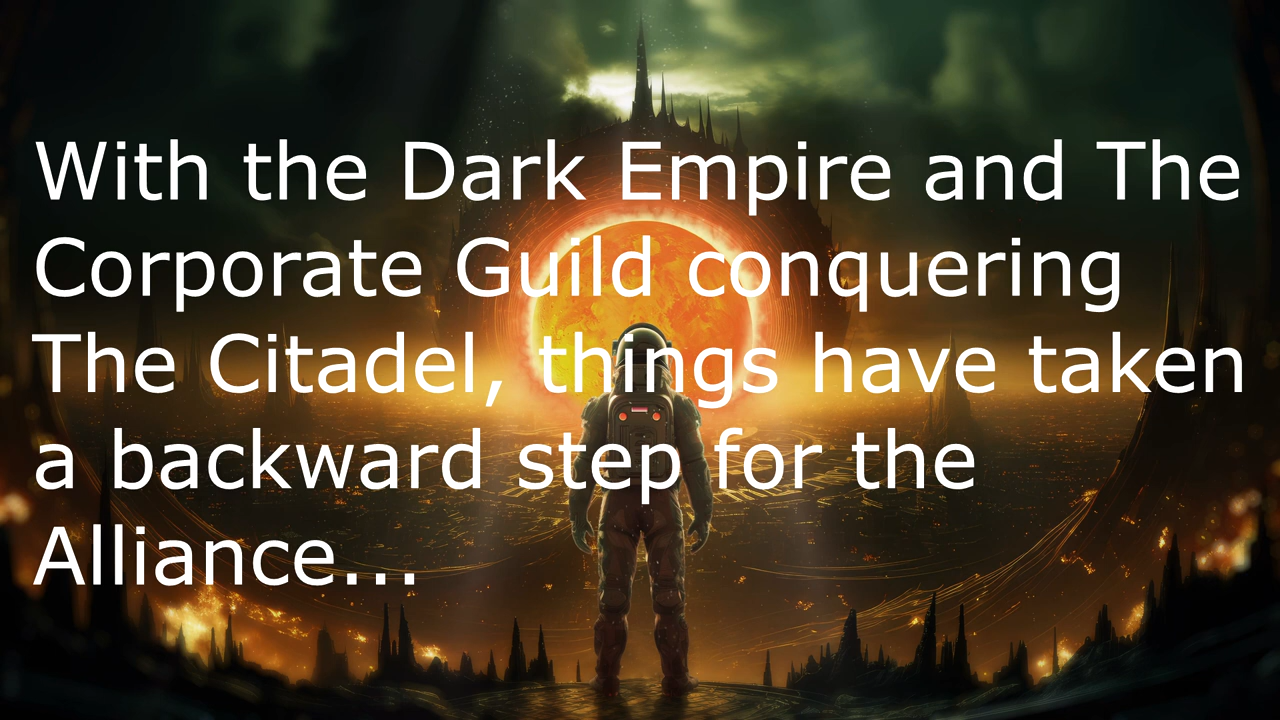 With the Dark Empire and The
Corporate Guild conquering
The Citadel, things have taken
a backward step for the
Alliance...